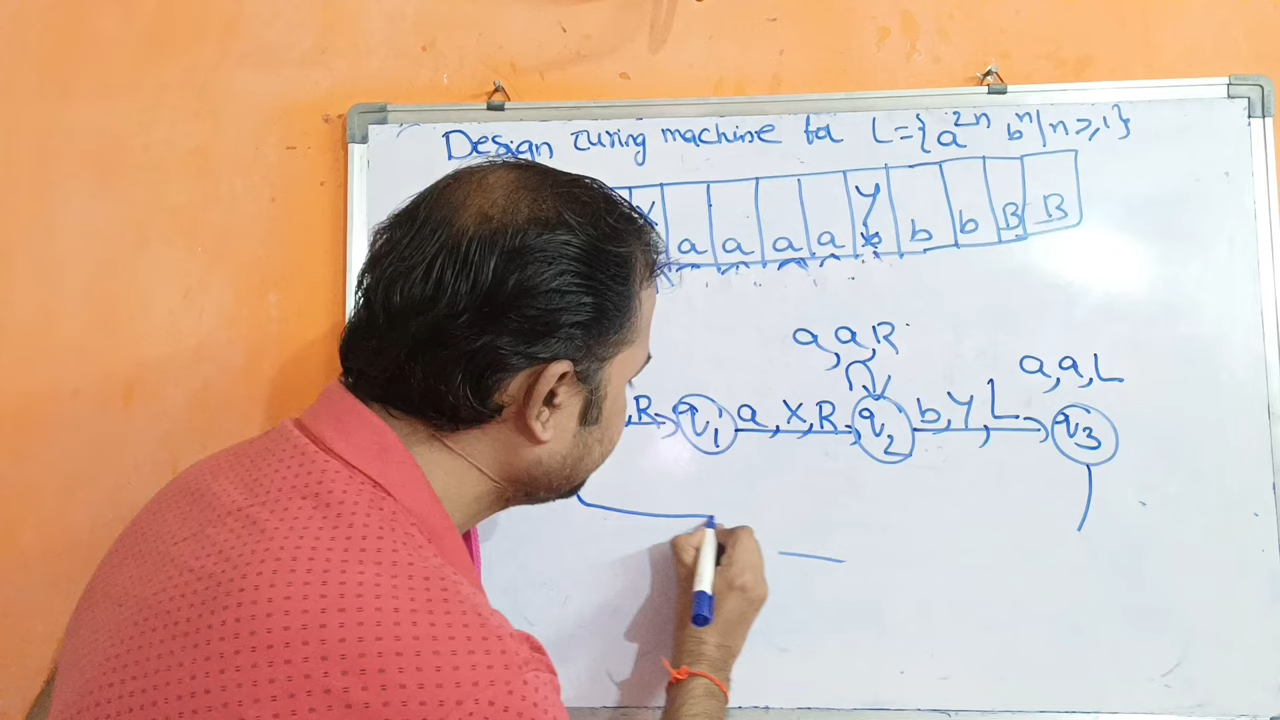 Design turing machine for L={a^2n b^n|n≥,1}
X Y
a a a a b b b B B
a,a,R
a,a,L
,R q1 a,X,R q2 b,Y,L q3